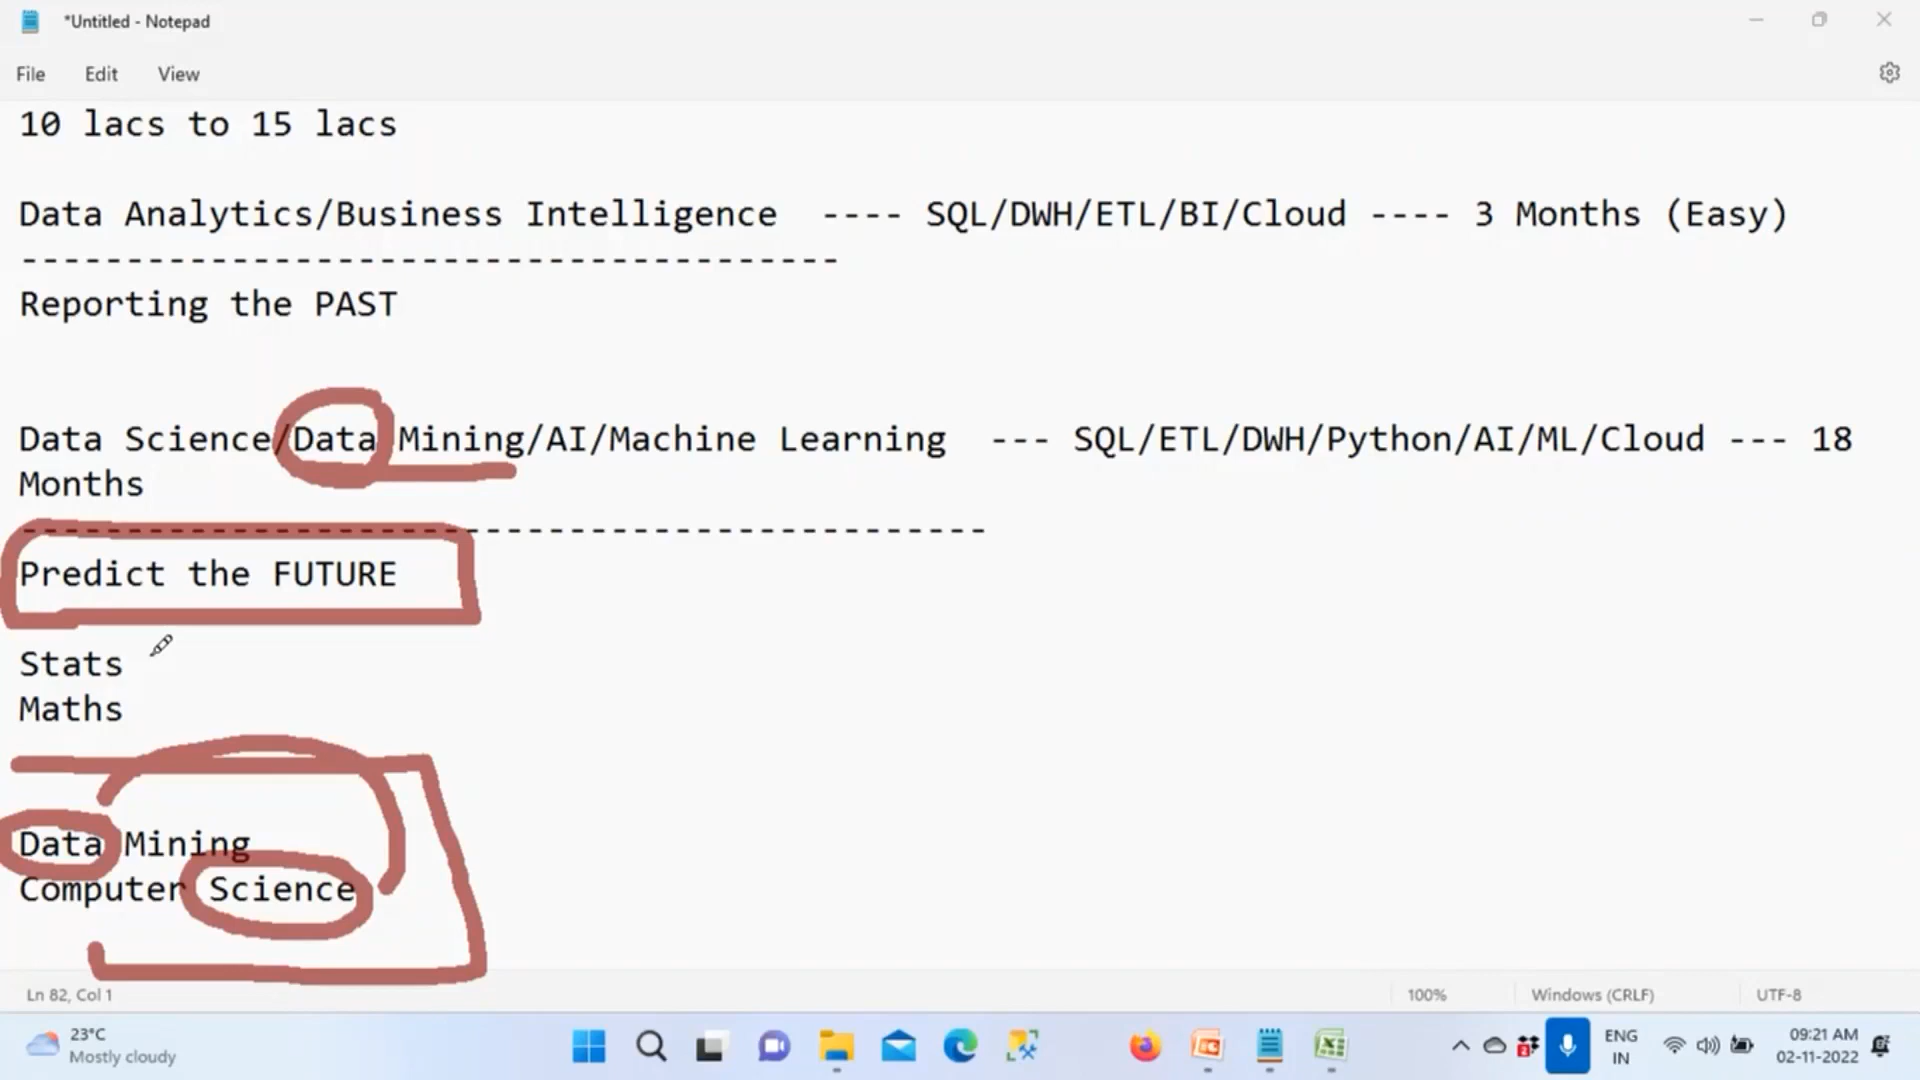 *Untitled - Notepad
File Edit View
10 lacs to 15 lacs
Data Analytics/Business Intelligence ---- SQL/DWH/ETL/BI/Cloud ---- 3 Months (Easy)
---------------------------------------
Reporting the PAST
Data Science/Data Mining/AI/Machine Learning --- SQL/ETL/DWH/Python/AI/ML/Cloud --- 18
Months
----------------------------------------------
Predict the FUTURE
Stats
Maths
Data Mining
Computer Science
Ln 82, Col 1 100% Windows (CRLF) UTF-8
23°C
Mostly cloudy
ENG
IN
09:21 AM
02-11-2022